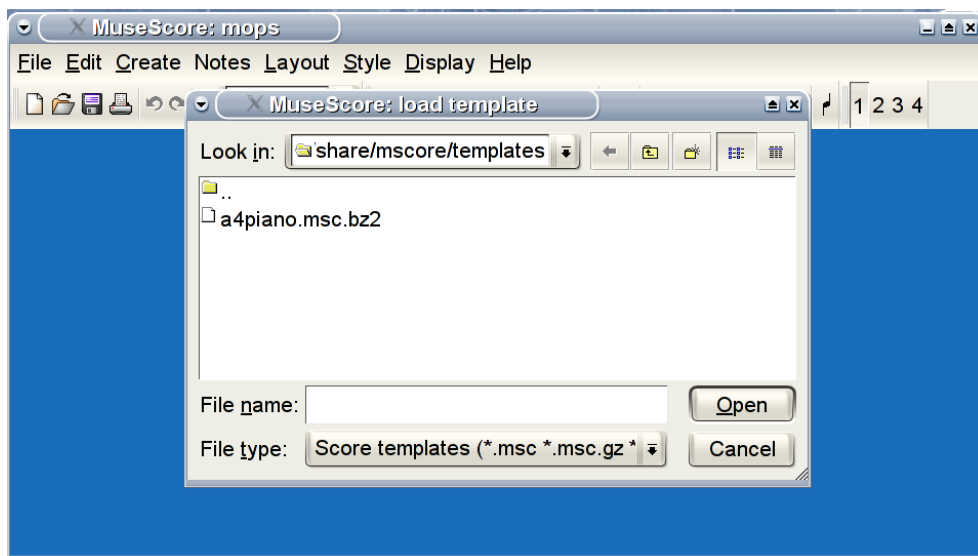 MuseScore: mops
File Edit Create Notes Layout Style Display Help
MuseScore: load template
1 2 3 4
Look in: share/mscore/templates
..
a4piano.msc.bz2
File name: Open
File type: Score templates (*.msc *.msc.gz * Cancel